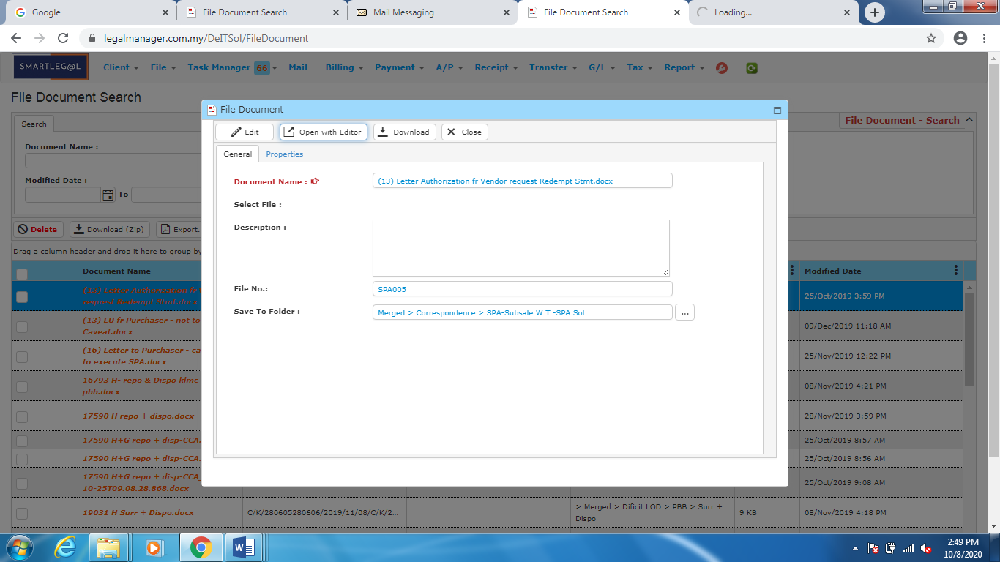 Google
File Document Search
Mail Messaging
File Document Search
Loading...
legalmanager.com.my/DeITSol/FileDocument
SMARTLEG@L
Client
File
Task Manager 66
Mail
Billing
Payment
A/P
Receipt
Transfer
G/L
Tax
Report
File Document Search
Search
File Document - Search
Document Name :
Modified Date :
To
Delete
Download (Zip)
Export.
Drag a column header and drop it here to group by
Document Name
Modified Date
(13) Letter Authorization fr
request Redempt Stmt.docx
25/Oct/2019 3:59 PM
(13) LU fr Purchaser - not to
Caveat.docx
09/Dec/2019 11:18 AM
(16) Letter to Purchaser - ca
to execute SPA.docx
25/Nov/2019 12:22 PM
16793 H- repo & Dispo klmc
pbb.docx
08/Nov/2019 4:21 PM
17590 H repo + dispo.docx
28/Nov/2019 3:59 PM
17590 H+G repo + disp-CCA.
25/Oct/2019 8:57 AM
17590 H+G repo + disp-CCA.
25/Oct/2019 8:56 AM
17590 H+G repo + disp-CCA_
10-25T09.08.28.868.docx
25/Oct/2019 9:08 AM
19031 H Surr + Dispo.docx
C/K/280605280606/2019/11/08/C/K/2...
> Merged > Dificit LOD > PBB > Surr +
Dispo
9 KB
08/Nov/2019 4:18 PM
File Document
Edit
Open with Editor
Download
Close
General
Properties
Document Name :
(13) Letter Authorization fr Vendor request Redempt Stmt.docx
Select File :
Description :
File No.:
SPA005
Save To Folder :
Merged > Correspondence > SPA-Subsale W T -SPA Sol
...
2:49 PM
10/8/2020